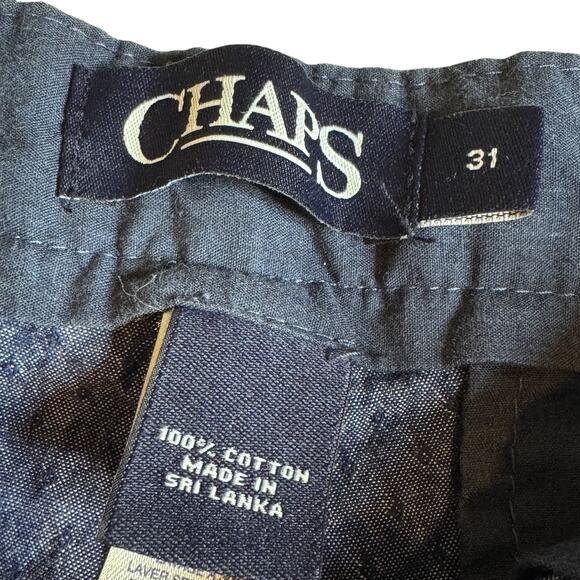 CHAPS
31
100% COTTON
MADE IN
SRI LANKA